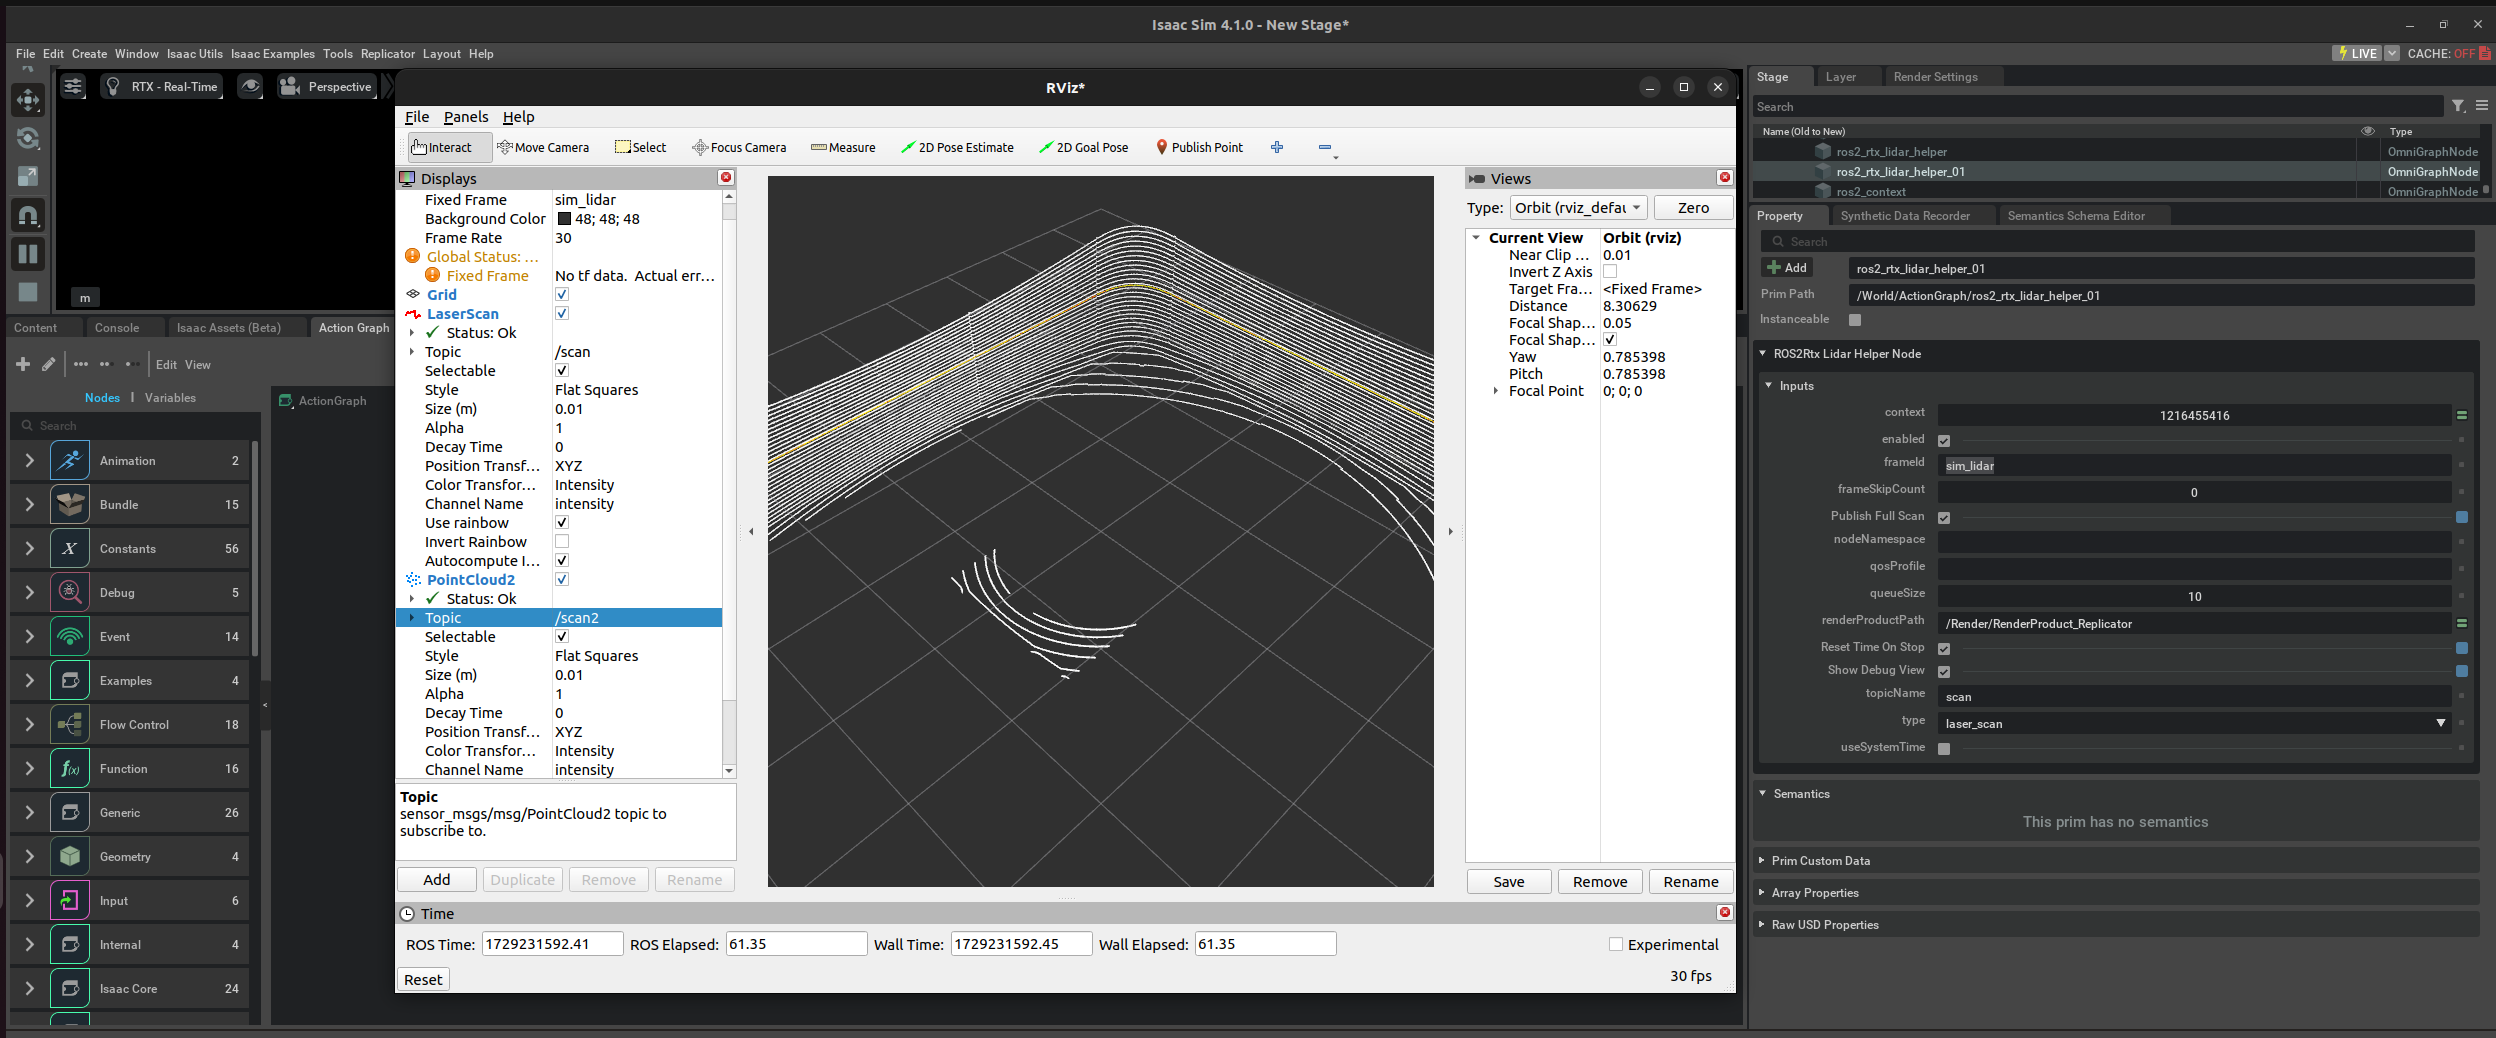 Isaac Sim 4.1.0 - New Stage*
File Edit Create Window Isaac Utils Isaac Examples Tools Replicator Layout Help
LIVE CACHE: OFF
RTX - Real-Time Perspective
m
Content Console Isaac Assets (Beta) Action Graph
Edit View
Nodes | Variables
Search
Animation 2
Bundle 15
Constants 56
Debug 5
Event 14
Examples 4
Flow Control 18
Function 16
Generic 26
Geometry 4
Input 6
Internal 4
Isaac Core 24
ActionGraph
RViz*
File Panels Help
Interact Move Camera Select Focus Camera Measure 2D Pose Estimate 2D Goal Pose Publish Point
Displays
Fixed Frame sim_lidar
Background Color 48; 48; 48
Frame Rate 30
Global Status: ...
Fixed Frame No tf data. Actual err...
Grid
LaserScan
Status: Ok
Topic /scan
Selectable
Style Flat Squares
Size (m) 0.01
Alpha 1
Decay Time 0
Position Transf... XYZ
Color Transfor... Intensity
Channel Name intensity
Use rainbow
Invert Rainbow
Autocompute I...
PointCloud2
Status: Ok
Topic /scan2
Selectable
Style Flat Squares
Size (m) 0.01
Alpha 1
Decay Time 0
Position Transf... XYZ
Color Transfor... Intensity
Channel Name intensity
Topic
sensor_msgs/msg/PointCloud2 topic to
subscribe to.
Add Duplicate Remove Rename
Views
Type: Orbit (rviz_defau Zero
Current View Orbit (rviz)
Near Clip ... 0.01
Invert Z Axis
Target Fra... <Fixed Frame>
Distance 8.30629
Focal Shap... 0.05
Focal Shap...
Yaw 0.785398
Pitch 0.785398
Focal Point 0; 0; 0
Save Remove Rename
Time
ROS Time: 1729231592.41 ROS Elapsed: 61.35 Wall Time: 1729231592.45 Wall Elapsed: 61.35 Experimental
Reset 30 fps
Stage Layer Render Settings
Search
Name (Old to New) Type
ros2_rtx_lidar_helper OmniGraphNode
ros2_rtx_lidar_helper_01 OmniGraphNode
ros2_context OmniGraphNode
Property Synthetic Data Recorder Semantics Schema Editor
Search
Add ros2_rtx_lidar_helper_01
Prim Path /World/ActionGraph/ros2_rtx_lidar_helper_01
Instanceable
ROS2Rtx Lidar Helper Node
Inputs
context 1216455416
enabled
frameId sim_lidar
frameSkipCount 0
Publish Full Scan
nodeNamespace
qosProfile
queueSize 10
renderProductPath /Render/RenderProduct_Replicator
Reset Time On Stop
Show Debug View
topicName scan
type laser_scan
useSystemTime
Semantics
This prim has no semantics
Prim Custom Data
Array Properties
Raw USD Properties